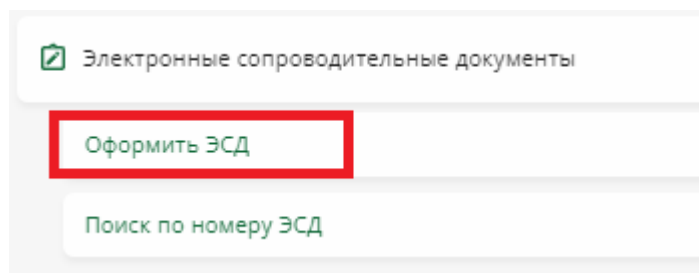 Электронные сопроводительные документы
Оформить ЭСД
Поиск по номеру ЭСД